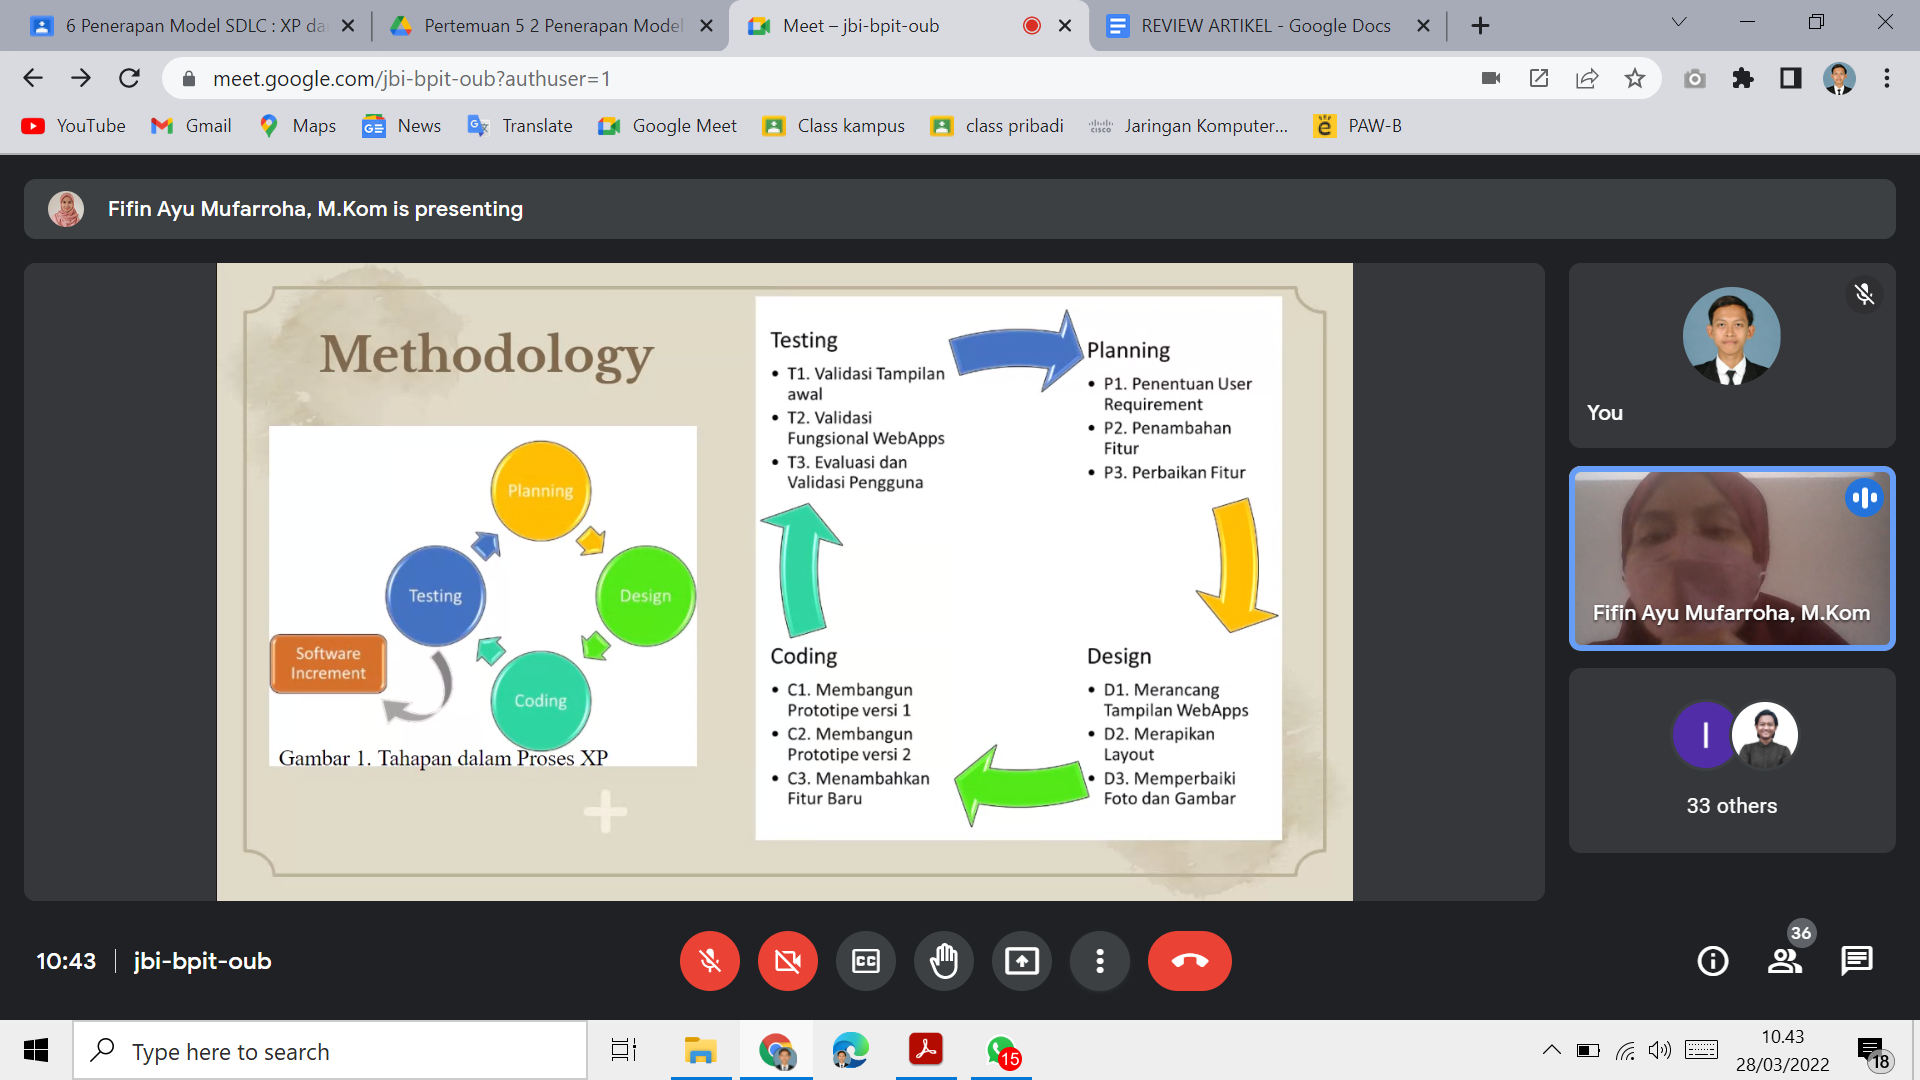 6 Penerapan Model SDLC : XP da
Pertemuan 5 2 Penerapan Model
Meet – jbi-bpit-oub
REVIEW ARTIKEL - Google Docs
meet.google.com/jbi-bpit-oub?authuser=1
YouTube
Gmail
Maps
News
Translate
Google Meet
Class kampus
class pribadi
Jaringan Komputer...
PAW-B
Fifin Ayu Mufarroha, M.Kom is presenting
Methodology
Planning
Testing
Design
Software
Increment
Coding
Gambar 1. Tahapan dalam Proses XP
Testing
• T1. Validasi Tampilan
awal
• T2. Validasi
Fungsional WebApps
• T3. Evaluasi dan
Validasi Pengguna
Planning
• P1. Penentuan User
Requirement
• P2. Penambahan
Fitur
• P3. Perbaikan Fitur
Coding
• C1. Membangun
Prototipe versi 1
• C2. Membangun
Prototipe versi 2
• C3. Menambahkan
Fitur Baru
Design
• D1. Merancang
Tampilan WebApps
• D2. Merapikan
Layout
• D3. Memperbaiki
Foto dan Gambar
You
Fifin Ayu Mufarroha, M.Kom
I
33 others
10:43
jbi-bpit-oub
CC
36
Type here to search
15
10.43
28/03/2022
18